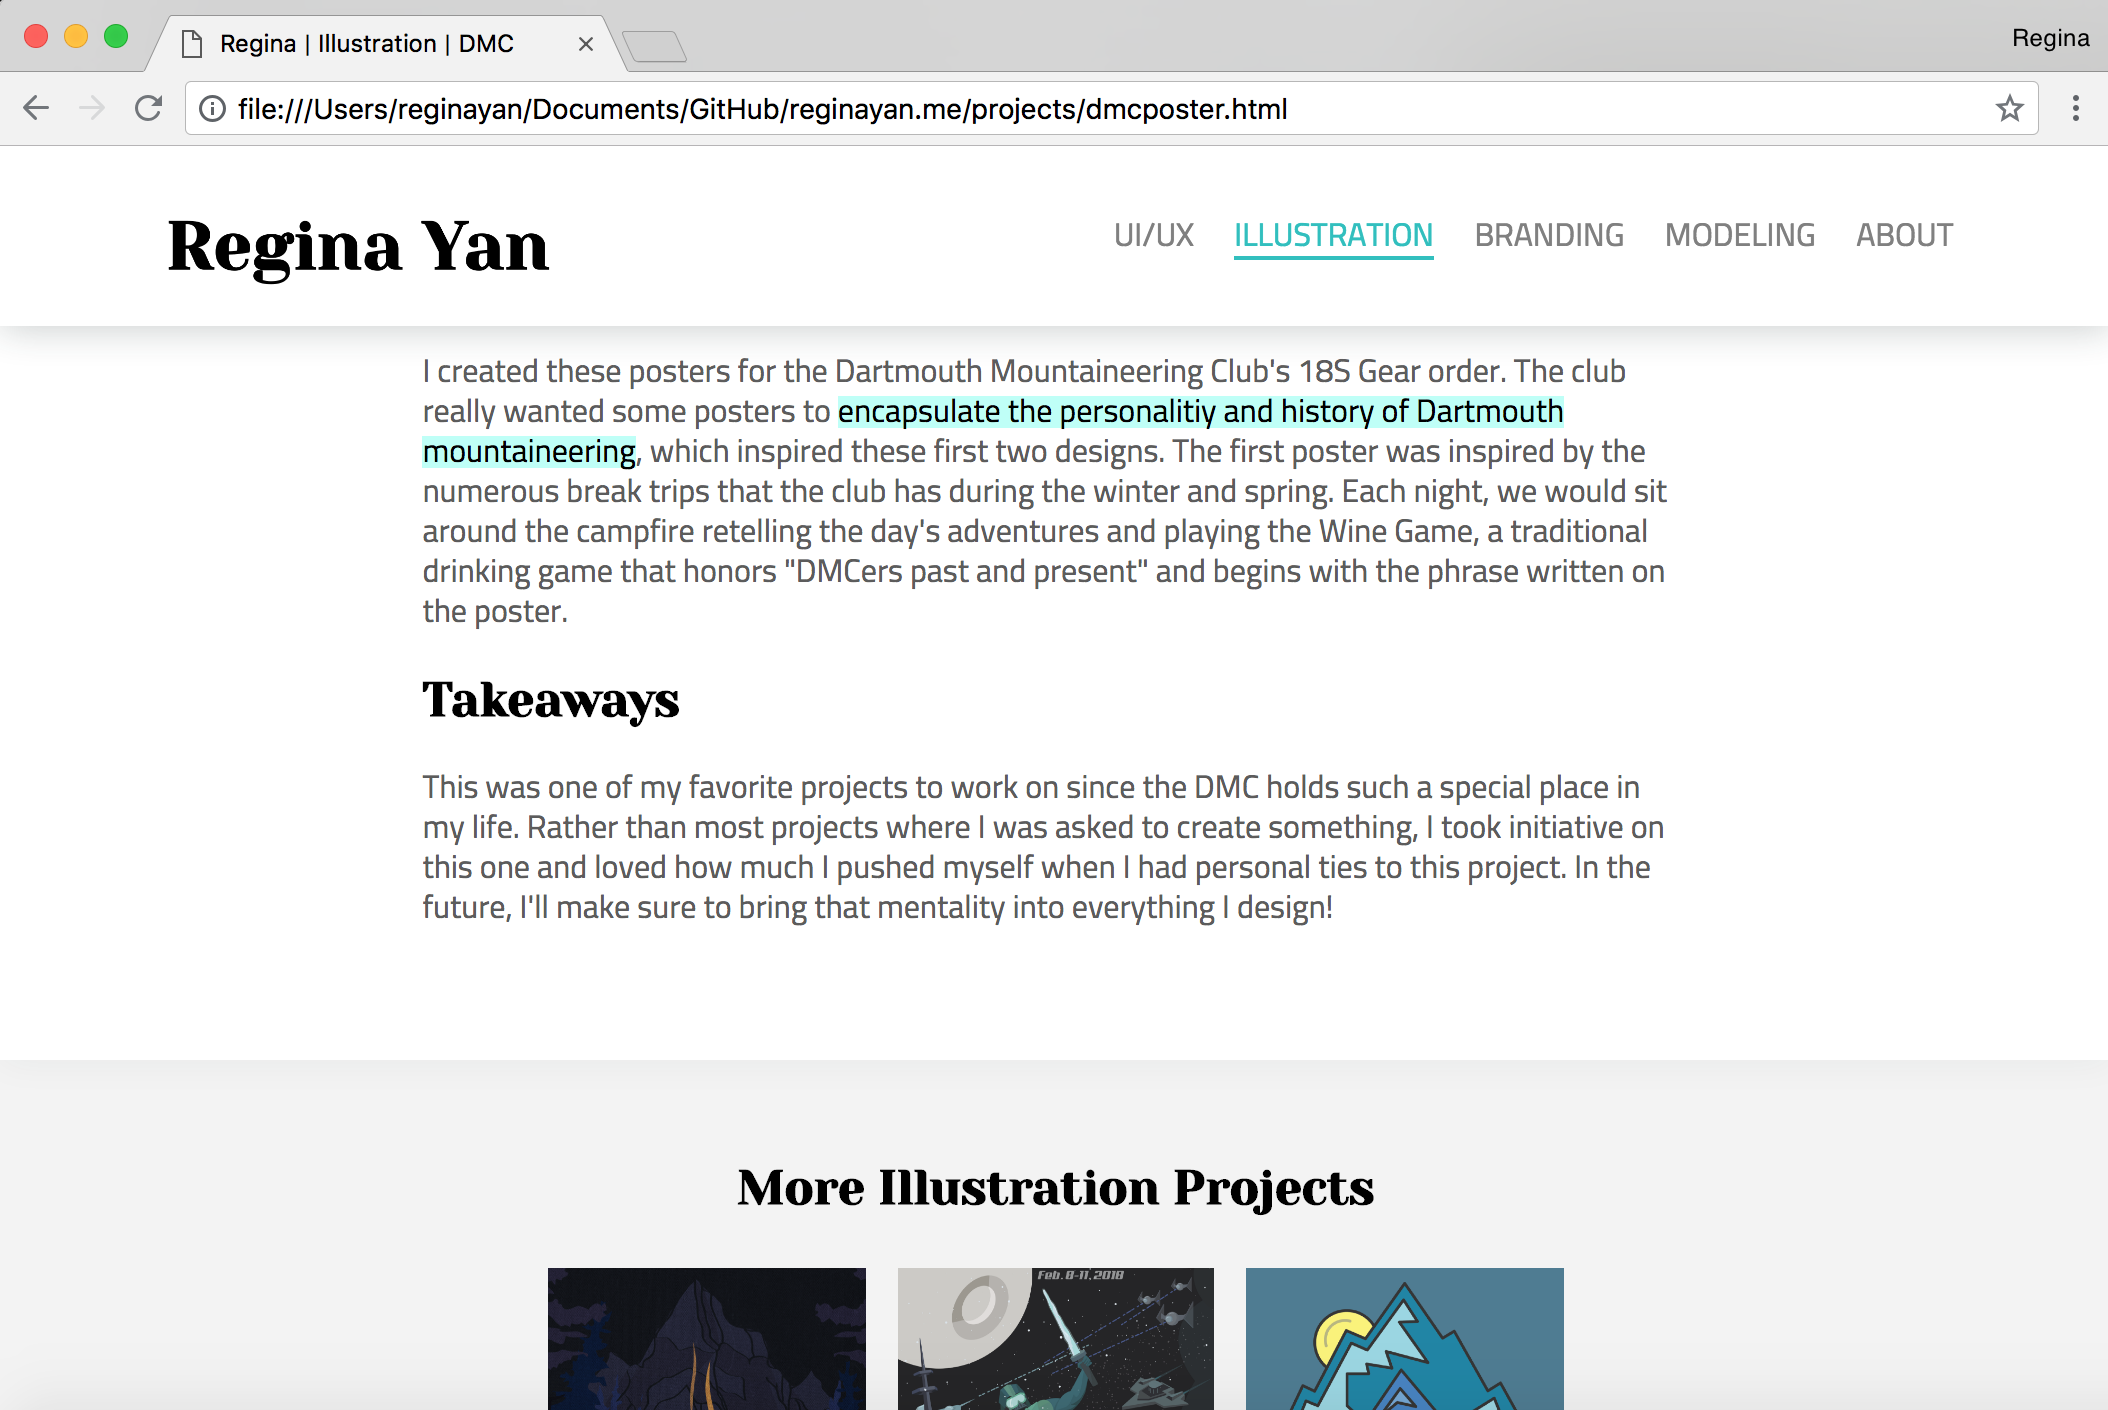 Regina | Illustration | DMC
Regina
file:///Users/reginayan/Documents/GitHub/reginayan.me/projects/dmcposter.html
Regina Yan
UI/UX ILLUSTRATION BRANDING MODELING ABOUT
I created these posters for the Dartmouth Mountaineering Club's 18S Gear order. The club
really wanted some posters to encapsulate the personalitiy and history of Dartmouth
mountaineering, which inspired these first two designs. The first poster was inspired by the
numerous break trips that the club has during the winter and spring. Each night, we would sit
around the campfire retelling the day's adventures and playing the Wine Game, a traditional
drinking game that honors "DMCers past and present" and begins with the phrase written on
the poster.
Takeaways
This was one of my favorite projects to work on since the DMC holds such a special place in
my life. Rather than most projects where I was asked to create something, I took initiative on
this one and loved how much I pushed myself when I had personal ties to this project. In the
future, I'll make sure to bring that mentality into everything I design!
More Illustration Projects
Feb. 8-11, 2018